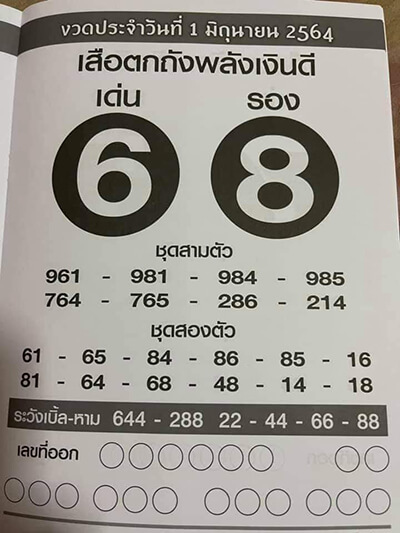 งวดประจำวันที่ 1 มิถุนายน 2564
เสือตกถังพลังเงินดี
เด่น รอง
6 8
ชุดสามตัว
961 - 981 - 984 - 985
764 - 765 - 286 - 214
ชุดสองตัว
61 - 65 - 84 - 86 - 85 - 16
81 - 64 - 68 - 48 - 14 - 18
ระวังเบิ้ล-หาม 644 - 288 22 - 44 - 66 - 88
เลขที่ออก